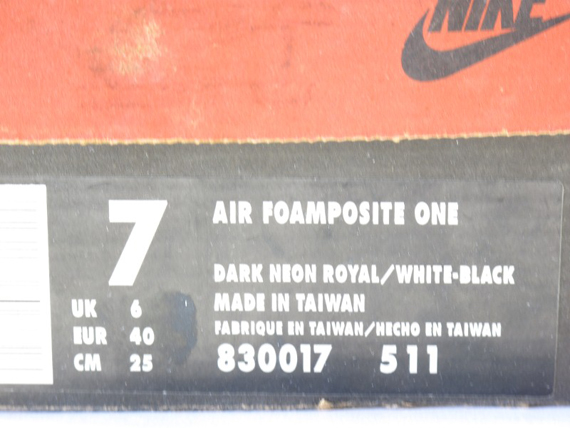 NIKE
7
AIR FOAMPOSITE ONE
DARK NEON ROYAL/WHITE-BLACK
UK 6
MADE IN TAIWAN
EUR 40
FABRIQUE EN TAIWAN/HECHO EN TAIWAN
CM 25
830017 511